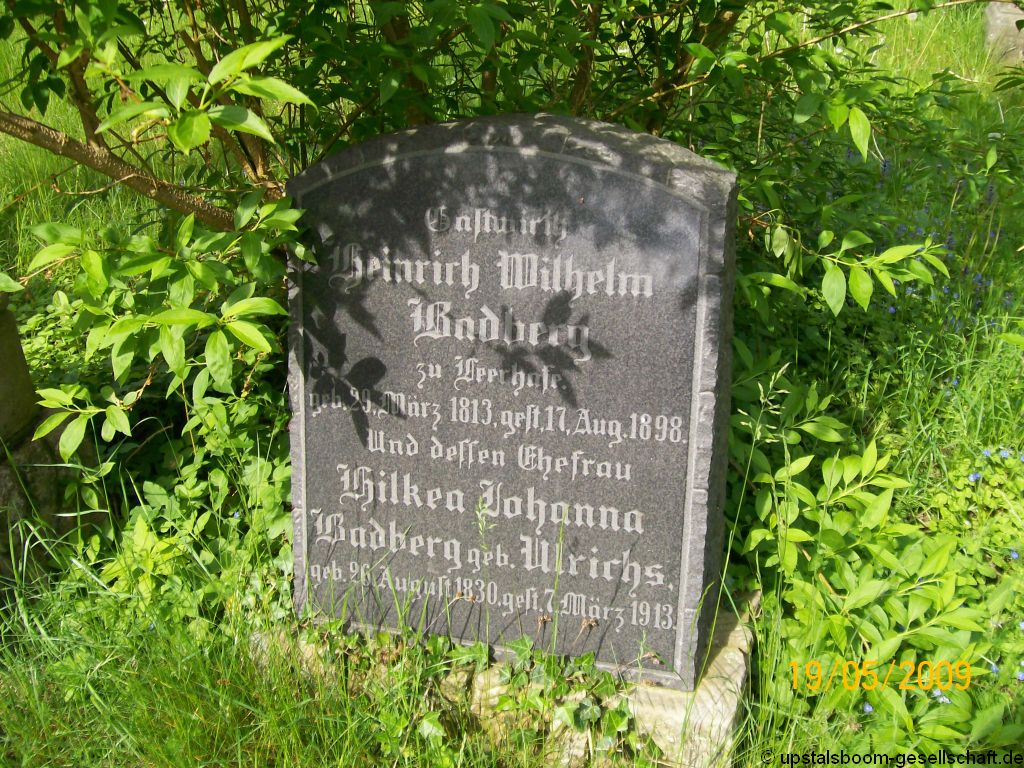 Gastwirth
Heinrich Wilhelm
Badberg
zu Leerhafe,
geb. 29. März 1813, gest. 17. Aug. 1898.
Und dessen Ehefrau
Hilkea Johanna
Badberg geb. Ulrichs.
geb. 26. August 1830, gest. 7. März 1913.
19/05/2009
© upstalsboom-gesellschaft.de